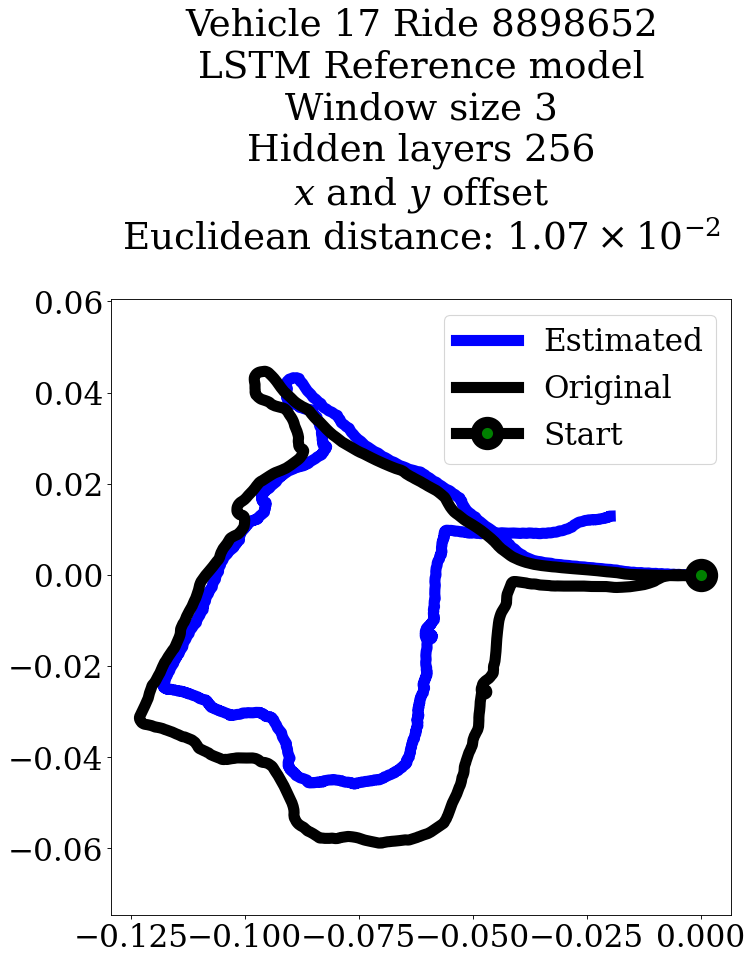 Vehicle 17 Ride 8898652
LSTM Reference model
Window size 3
Hidden layers 256
x and y offset
Euclidean distance: 1.07 × 10⁻²
0.06
Estimated
0.04
Original
Start
0.02
0.00
−0.02
−0.04
−0.06
−0.125 −0.100 −0.075 −0.050 −0.025 0.000